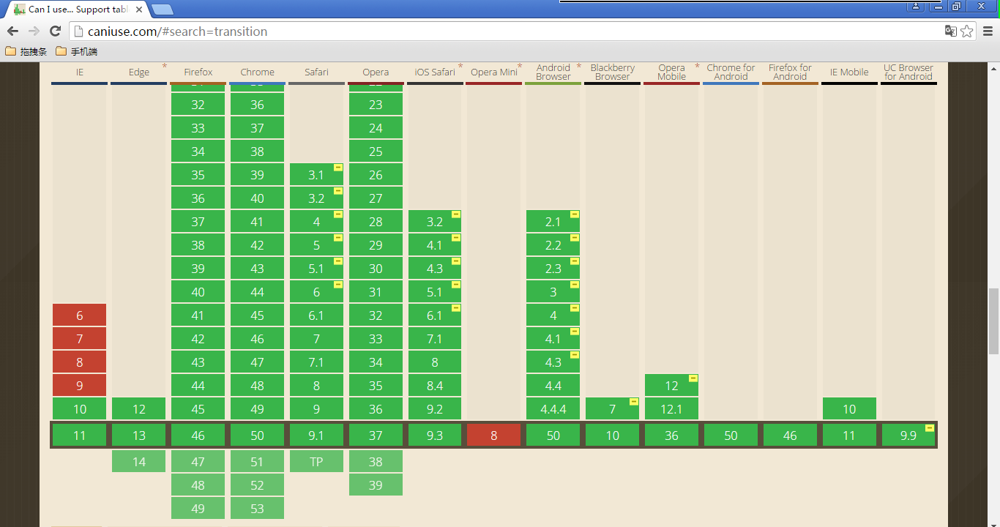 Can I use... Support tabl
caniuse.com/#search=transition
拖拽条 手机端
IE Edge * Firefox Chrome Safari Opera iOS Safari * Opera Mini * Android Browser * Blackberry Browser Opera Mobile * Chrome for Android Firefox for Android IE Mobile UC Browser for Android
32 36 23
33 37 24
34 38 25
35 39 3.1 26
36 40 3.2 27
37 41 4 28 3.2 2.1
38 42 5 29 4.1 2.2
39 43 5.1 30 4.3 2.3
40 44 6 31 5.1 3
6 41 45 6.1 32 6.1 4
7 42 46 7 33 7.1 4.1
8 43 47 7.1 34 8 4.3
9 44 48 8 35 8.4 4.4 12
10 12 45 49 9 36 9.2 4.4.4 7 12.1 10
11 13 46 50 9.1 37 9.3 8 50 10 36 50 46 11 9.9
14 47 51 TP 38
48 52 39
49 53